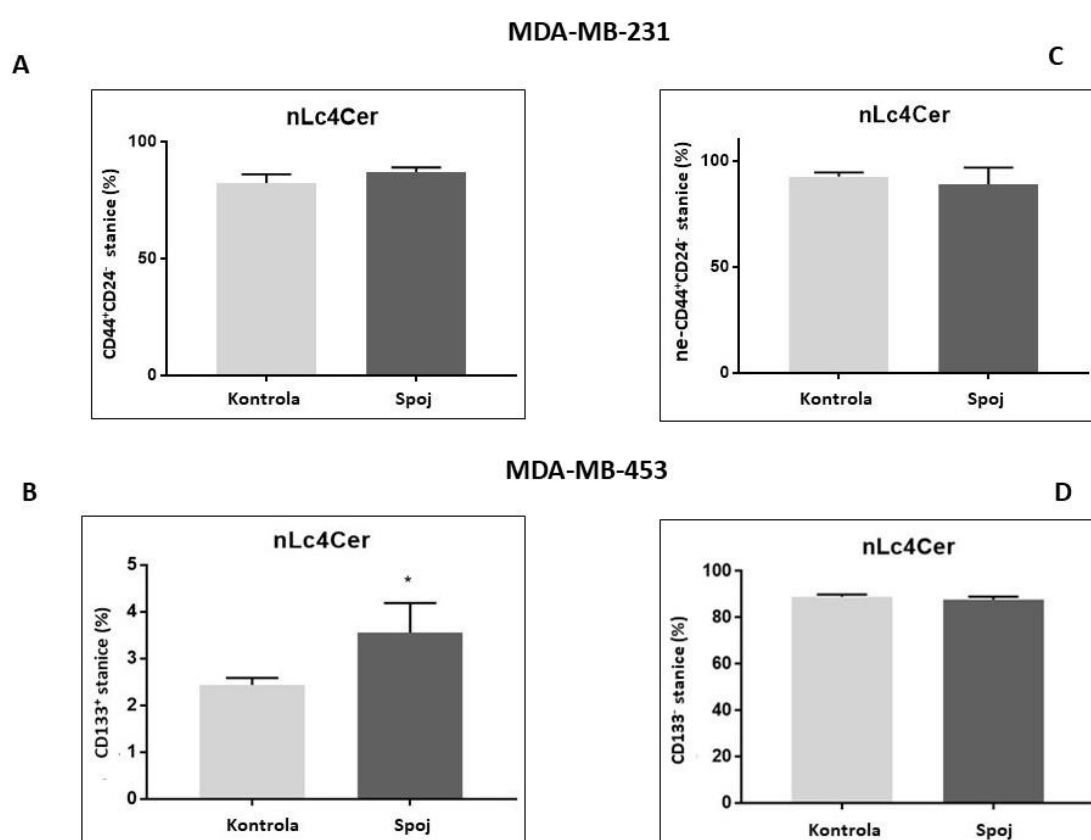 MDA-MB-231
A
nLc4Cer
CD44⁺CD24⁻ stanice (%)
100
50
0
Kontrola
Spoj
C
nLc4Cer
ne-CD44⁺CD24⁻ stanice (%)
100
50
0
Kontrola
Spoj
MDA-MB-453
B
nLc4Cer
CD133⁺ stanice (%)
5
4
3
2
1
0
*
Kontrola
Spoj
D
nLc4Cer
CD133⁻ stanice (%)
100
80
60
40
20
0
Kontrola
Spoj